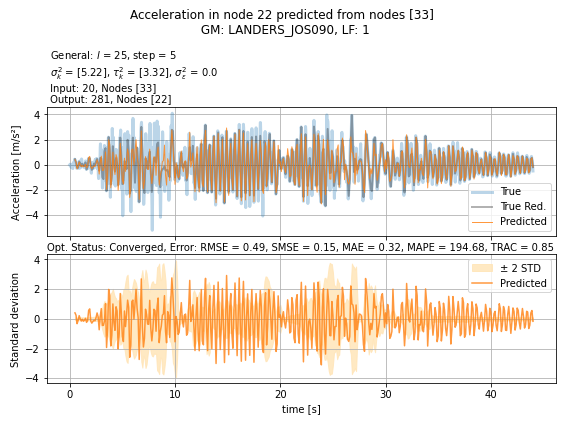 Acceleration in node 22 predicted from nodes [33]
GM: LANDERS_JOS090, LF: 1
General: l = 25, step = 5
σ²ₖ = [5.22], τ²ₖ = [3.32], σ²ε = 0.0
Input: 20, Nodes [33]
Output: 281, Nodes [22]
Acceleration [m/s²]
4
2
0
−2
−4
True
True Red.
Predicted
Opt. Status: Converged, Error: RMSE = 0.49, SMSE = 0.15, MAE = 0.32, MAPE = 194.68, TRAC = 0.85
Standard deviation
4
2
0
−2
−4
± 2 STD
Predicted
0 10 20 30 40
time [s]